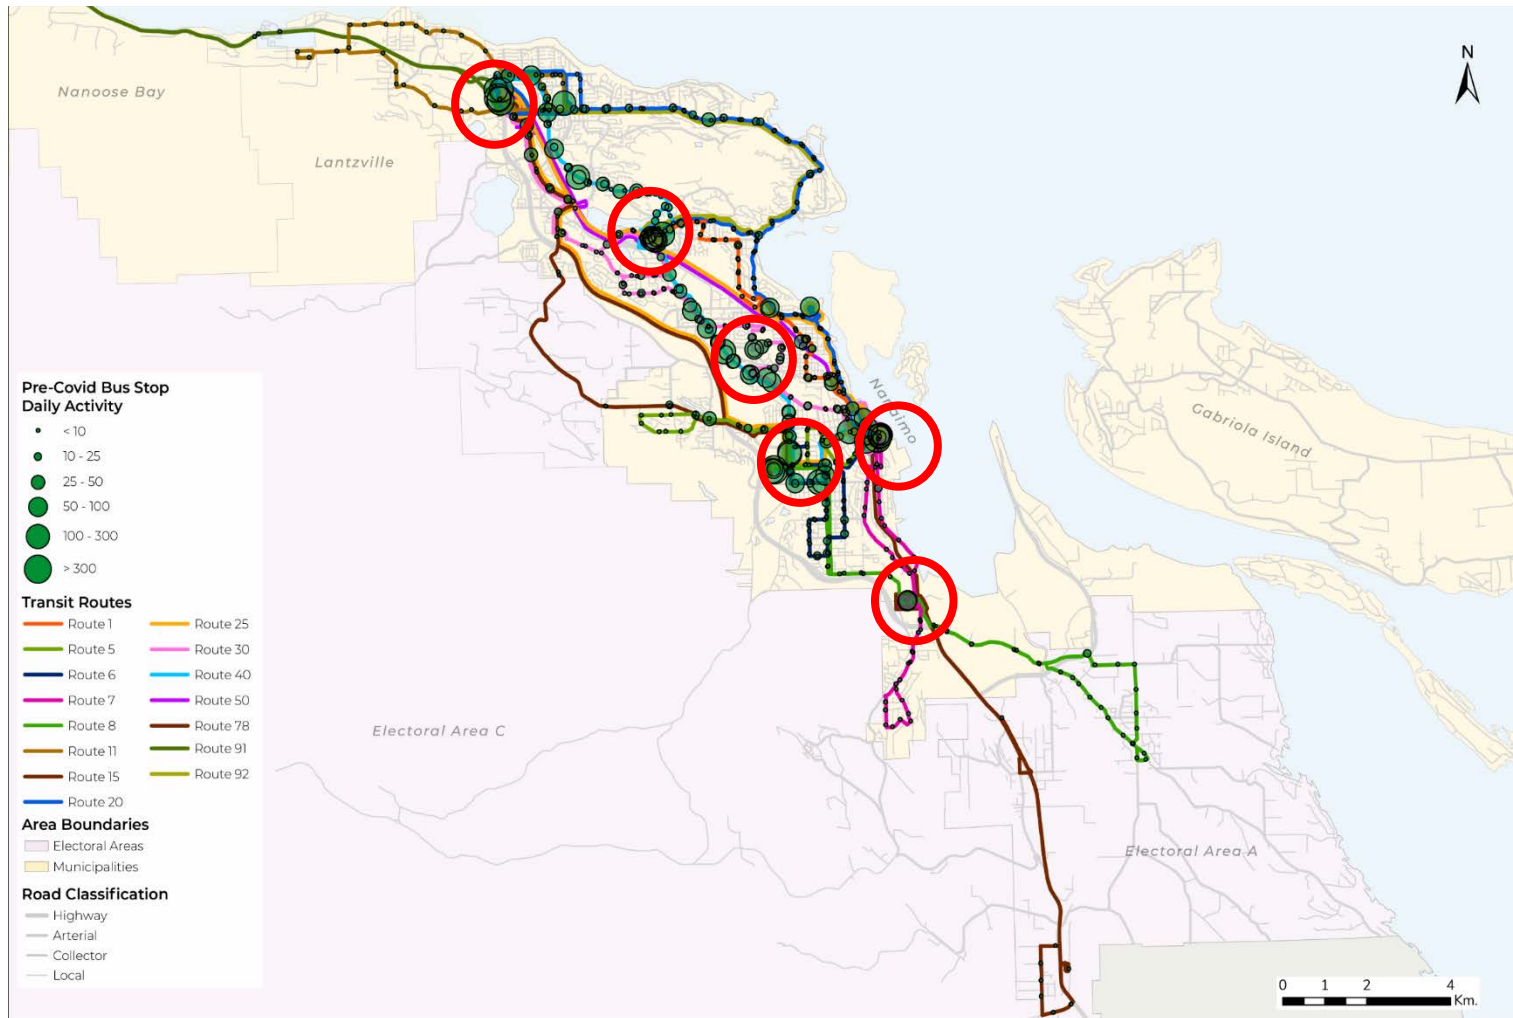 N
Nanoose Bay
Lantzville
Nanaimo
Gabriola Island
Pre-Covid Bus Stop
Daily Activity
< 10
10 - 25
25 - 50
50 - 100
100 - 300
> 300
Transit Routes
Route 1
Route 25
Route 5
Route 30
Route 6
Route 40
Route 7
Route 50
Route 8
Route 78
Route 11
Route 91
Route 15
Route 92
Route 20
Area Boundaries
Electoral Areas
Municipalities
Road Classification
Highway
Arterial
Collector
Local
Electoral Area C
Electoral Area A
0 1 2 4
Km.